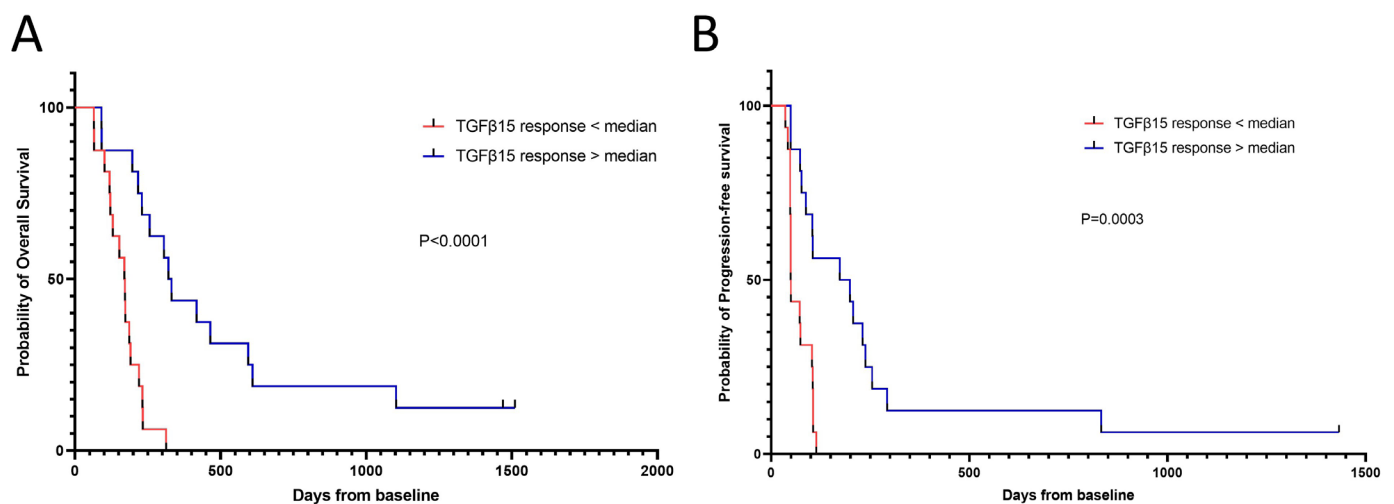 A
Probability of Overall Survival
100
50
0
TGFβ15 response < median
TGFβ15 response > median
P<0.0001
0 500 1000 1500 2000
Days from baseline
B
Probability of Progression-free survival
100
50
0
TGFβ15 response < median
TGFβ15 response > median
P=0.0003
0 500 1000 1500
Days from baseline